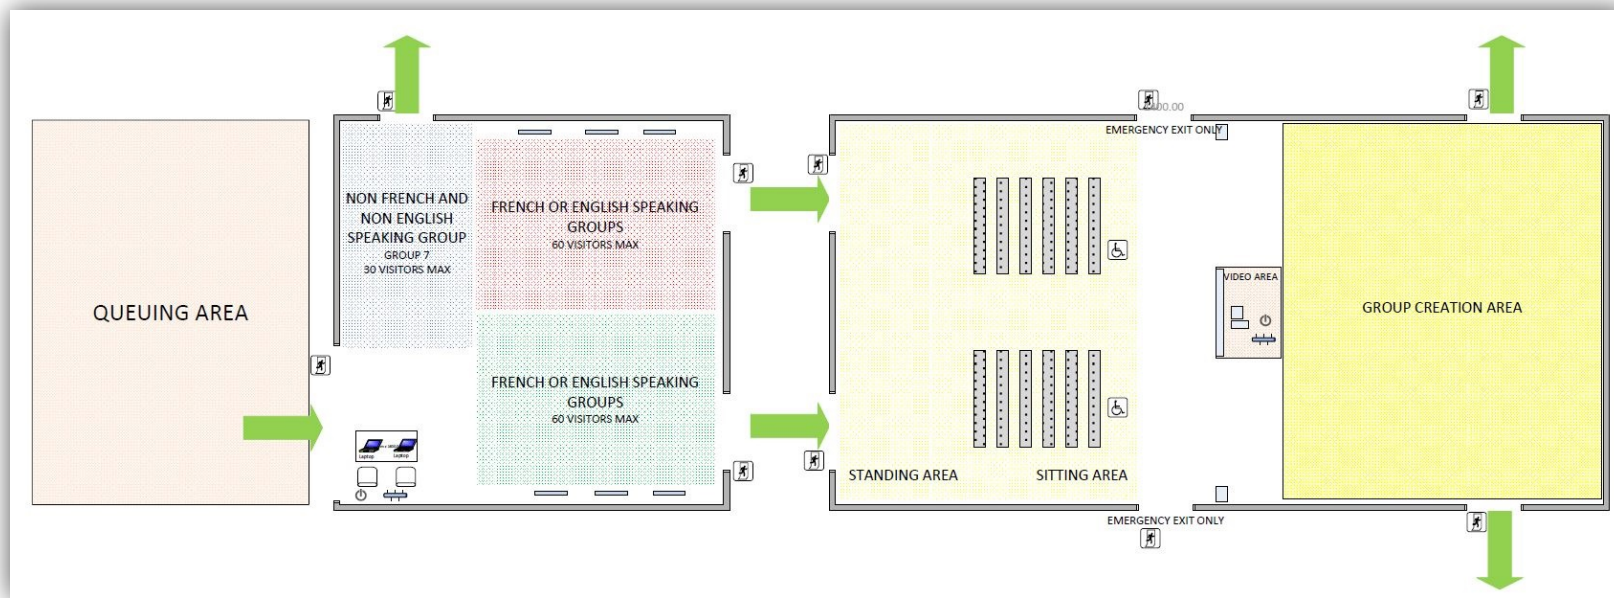 QUEUING AREA
NON FRENCH AND
NON ENGLISH
SPEAKING GROUP
GROUP 7
30 VISITORS MAX
FRENCH OR ENGLISH SPEAKING
GROUPS
60 VISITORS MAX
FRENCH OR ENGLISH SPEAKING
GROUPS
60 VISITORS MAX
Laptop
Laptop
EMERGENCY EXIT ONLY
STANDING AREA
SITTING AREA
EMERGENCY EXIT ONLY
VIDEO AREA
GROUP CREATION AREA